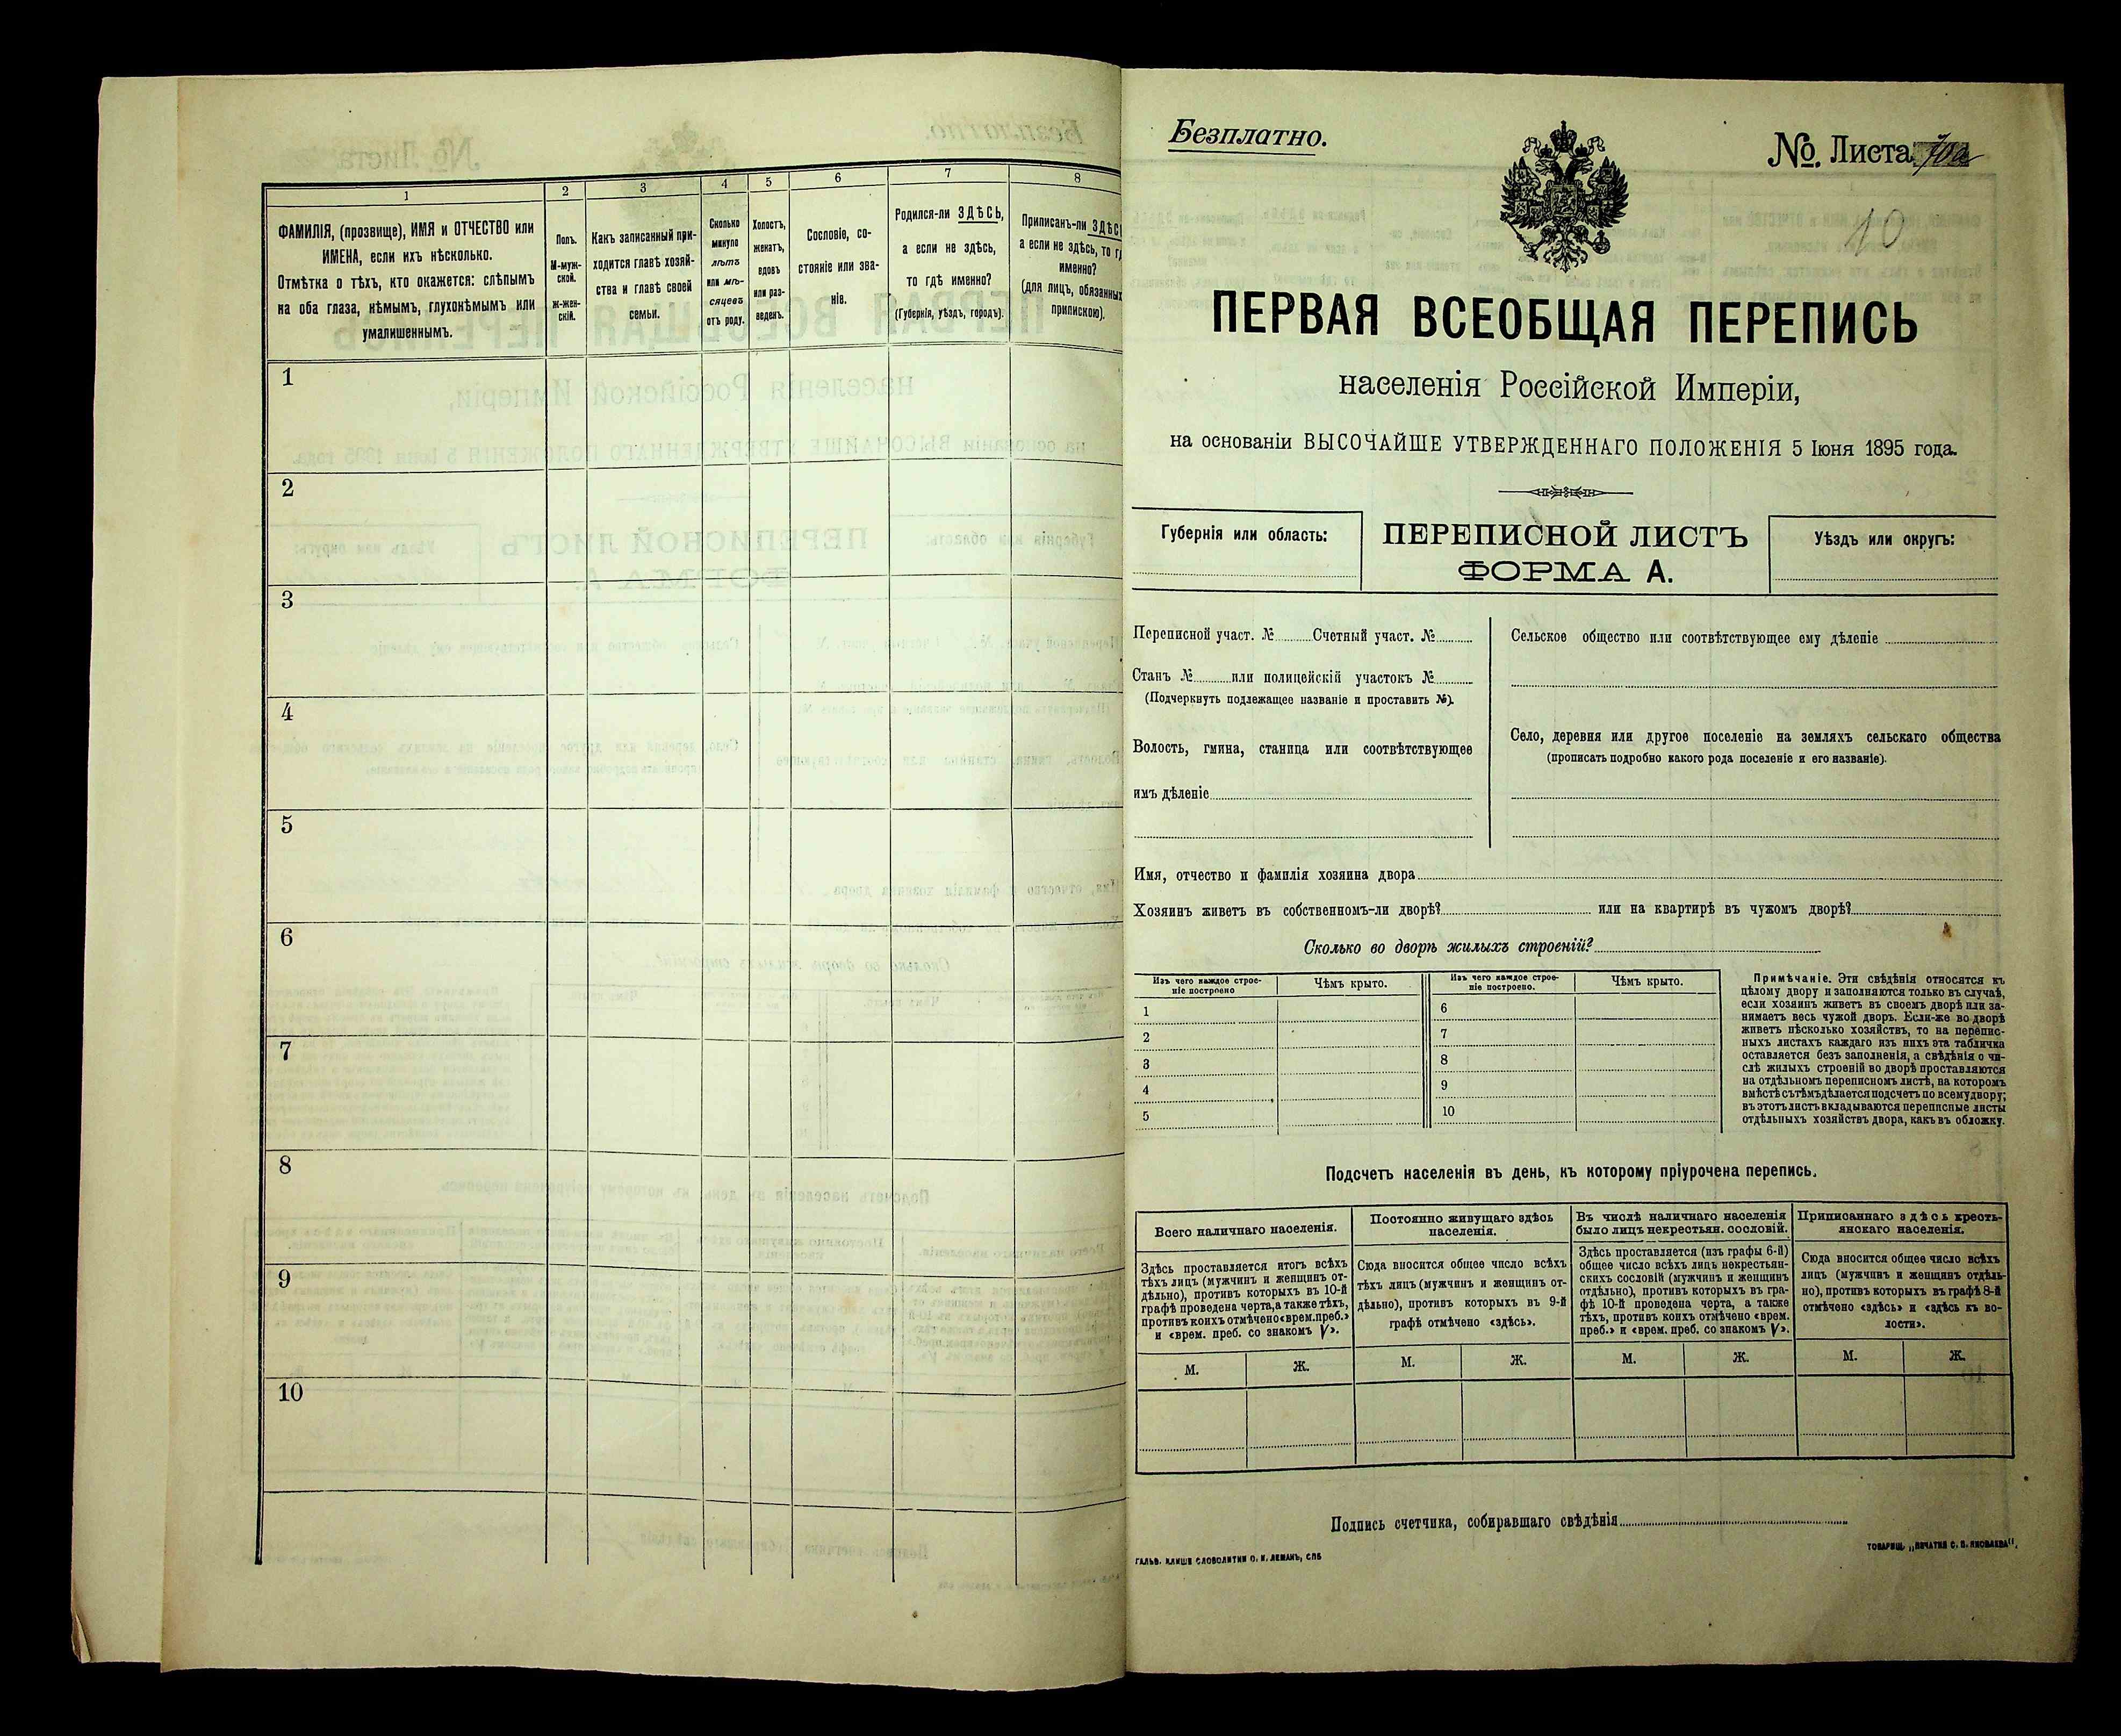 1
2
3
4
5
6
7
8
ФАМИЛІЯ, (прозвище), ИМЯ и ОТЧЕСТВО или
ИМЕНА, если ихъ нѣсколько.
Отмѣтка о тѣхъ, кто окажется: слѣпымъ
на оба глаза, нѣмымъ, глухонѣмымъ или
умалишеннымъ.
Полъ.
М-муж-
ской.
Ж-жен-
скій.
Какъ записанный при-
ходится главѣ хозяй-
ства и главѣ своей
семьи.
Сколько
минуло
лѣтъ
или мѣ-
сяцевъ
отъ роду.
Холостъ,
женатъ,
вдовъ
или раз-
веденъ.
Сословіе, со-
стояніе или зва-
ніе.
Родился-ли ЗДѢСЬ,
а если не здѣсь,
то гдѣ именно?
(Губернія, уѣздъ, городъ).
Приписанъ-ли ЗДѢСЬ
а если не здѣсь, то
именно?
(для лицъ, обязанных
припискою).
1
2
3
4
5
6
7
8
9
10
Безплатно.
№. Листа 10а
10
ПЕРВАЯ ВСЕОБЩАЯ ПЕРЕПИСЬ
населенія Россійской Имперіи,
на основаніи ВЫСОЧАЙШЕ УТВЕРЖДЕННАГО ПОЛОЖЕНІЯ 5 Іюня 1895 года.
Губернія или область:
ПЕРЕПИСНОЙ ЛИСТЪ
ФОРМА А.
Уѣздъ или округъ:
Переписной участ. № Счетный участ. №
Станъ № или полицейскій участокъ №
(Подчеркнуть подлежащее названіе и проставить №).
Волость, гмина, станица или соотвѣтствующее
имъ дѣленіе
Сельское общество или соотвѣтствующее ему дѣленіе
Село, деревня или другое поселеніе на земляхъ сельскаго общества
(прописать подробно какого рода поселеніе и его названіе).
Имя, отчество и фамилія хозяина двора
Хозяинъ живетъ въ собственномъ-ли дворѣ? или на квартирѣ въ чужомъ дворѣ?
Сколько во дворѣ жилыхъ строеній?
Изъ чего каждое строе-
ніе построено
Чѣмъ крыто.
Изъ чего каждое строе-
ніе построено.
Чѣмъ крыто.
1
2
3
4
5
6
7
8
9
10
Примѣчаніе. Эти свѣдѣнія относятся къ
цѣлому двору и заполняются только въ случаѣ,
если хозяинъ живетъ въ своемъ дворѣ или за-
нимаетъ весь чужой дворъ. Если-же во дворѣ
живетъ нѣсколько хозяйствъ, то на перепис-
ныхъ листахъ каждаго изъ нихъ эта табличка
оставляется безъ заполненія, а свѣдѣнія о чи-
слѣ жилыхъ строеній во дворѣ проставляются
на отдѣльномъ переписномъ листѣ, на которомъ
вмѣстѣ съ тѣмъ дѣлается подсчетъ по всему двору;
въ этотъ листъ вкладываются переписные листы
отдѣльныхъ хозяйствъ двора, какъ въ обложку.
Подсчетъ населенія въ день, къ которому пріурочена перепись.
Всего наличнаго населенія.
Постоянно живущаго здѣсь
населенія.
Въ числѣ наличнаго населенія
было лицъ некрестьян. сословій.
Приписаннаго здѣсь кресть-
янскаго населенія.
Здѣсь проставляется итогъ всѣхъ
тѣхъ лицъ (мужчинъ и женщинъ от-
дѣльно), противъ которыхъ въ 10-й
графѣ проведена черта, а также тѣхъ,
противъ коихъ отмѣчено «врем. преб.»
и «врем. преб. со знакомъ V».
Сюда вносится общее число всѣхъ
тѣхъ лицъ (мужчинъ и женщинъ от-
дѣльно), противъ которыхъ въ 9-й
графѣ отмѣчено «здѣсь».
Здѣсь проставляется (изъ графы 6-й)
общее число всѣхъ лицъ некрестьян-
скихъ сословій (мужчинъ и женщинъ
отдѣльно), противъ которыхъ въ гра-
фѣ 10-й проведена черта, а также
тѣхъ, противъ коихъ отмѣчено «врем.
преб.» и «врем. преб. со знакомъ V».
Сюда вносится общее число всѣхъ
лицъ (мужчинъ и женщинъ отдѣль-
но), противъ которыхъ въ графѣ 8-й
отмѣчено «здѣсь» и «здѣсь къ во-
лости».
М.
Ж.
М.
Ж.
М.
Ж.
М.
Ж.
Подпись счетчика, собиравшаго свѣдѣнія
ГАЛЬВ. КЛИШЕ СЛОВОЛИТНИ О. И. ЛЕМАНЪ, СПБ
ТОВАРИЩ. „ПЕЧАТНЯ С. П. ЯКОВЛЕВА“.